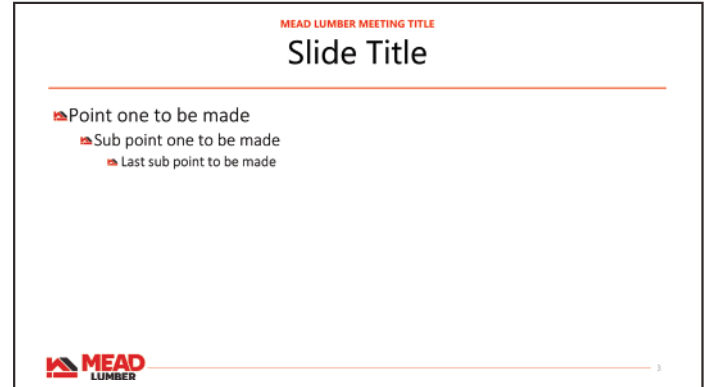 MEAD LUMBER MEETING TITLE
Slide Title
Point one to be made
Sub point one to be made
Last sub point to be made
MEAD
LUMBER
3